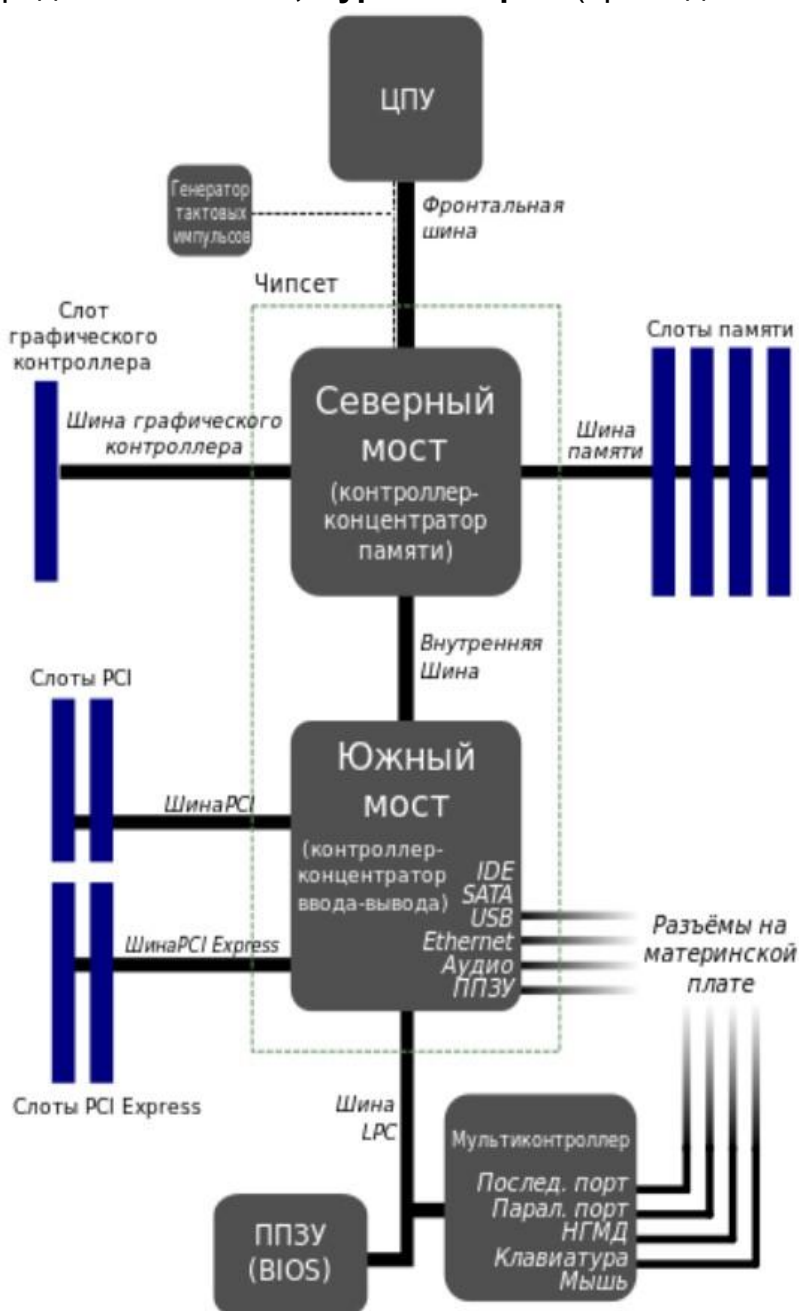 ЦПУ
Генератор
тактовых
импульсов
Фронтальная
шина
Чипсет
Слот
графического
контроллера
Слоты памяти
Шина графического
контроллера
Северный
мост
(контроллер-
концентратор
памяти)
Шина
памяти
Внутренняя
Шина
Слоты PCI
Южный
мост
(контроллер-
концентратор
ввода-вывода)
ШинаPCI
IDE
SATA
USB
Ethernet
Аудио
ППЗУ
ШинаPCI Express
Разъёмы на
материнской
плате
Слоты PCI Express
Шина
LPC
Мультиконтроллер
Послед. порт
Парал. порт
НГМД
Клавиатура
Мышь
ППЗУ
(BIOS)